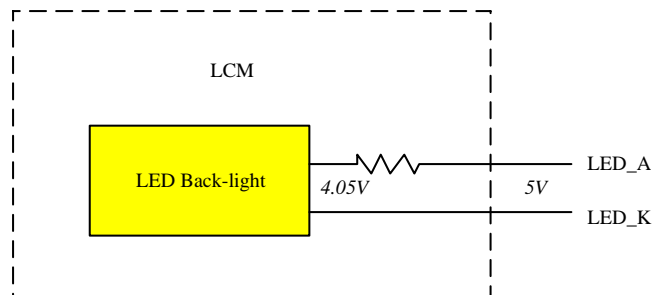 LCM
LED Back-light
4.05V
5V
LED_A
LED_K